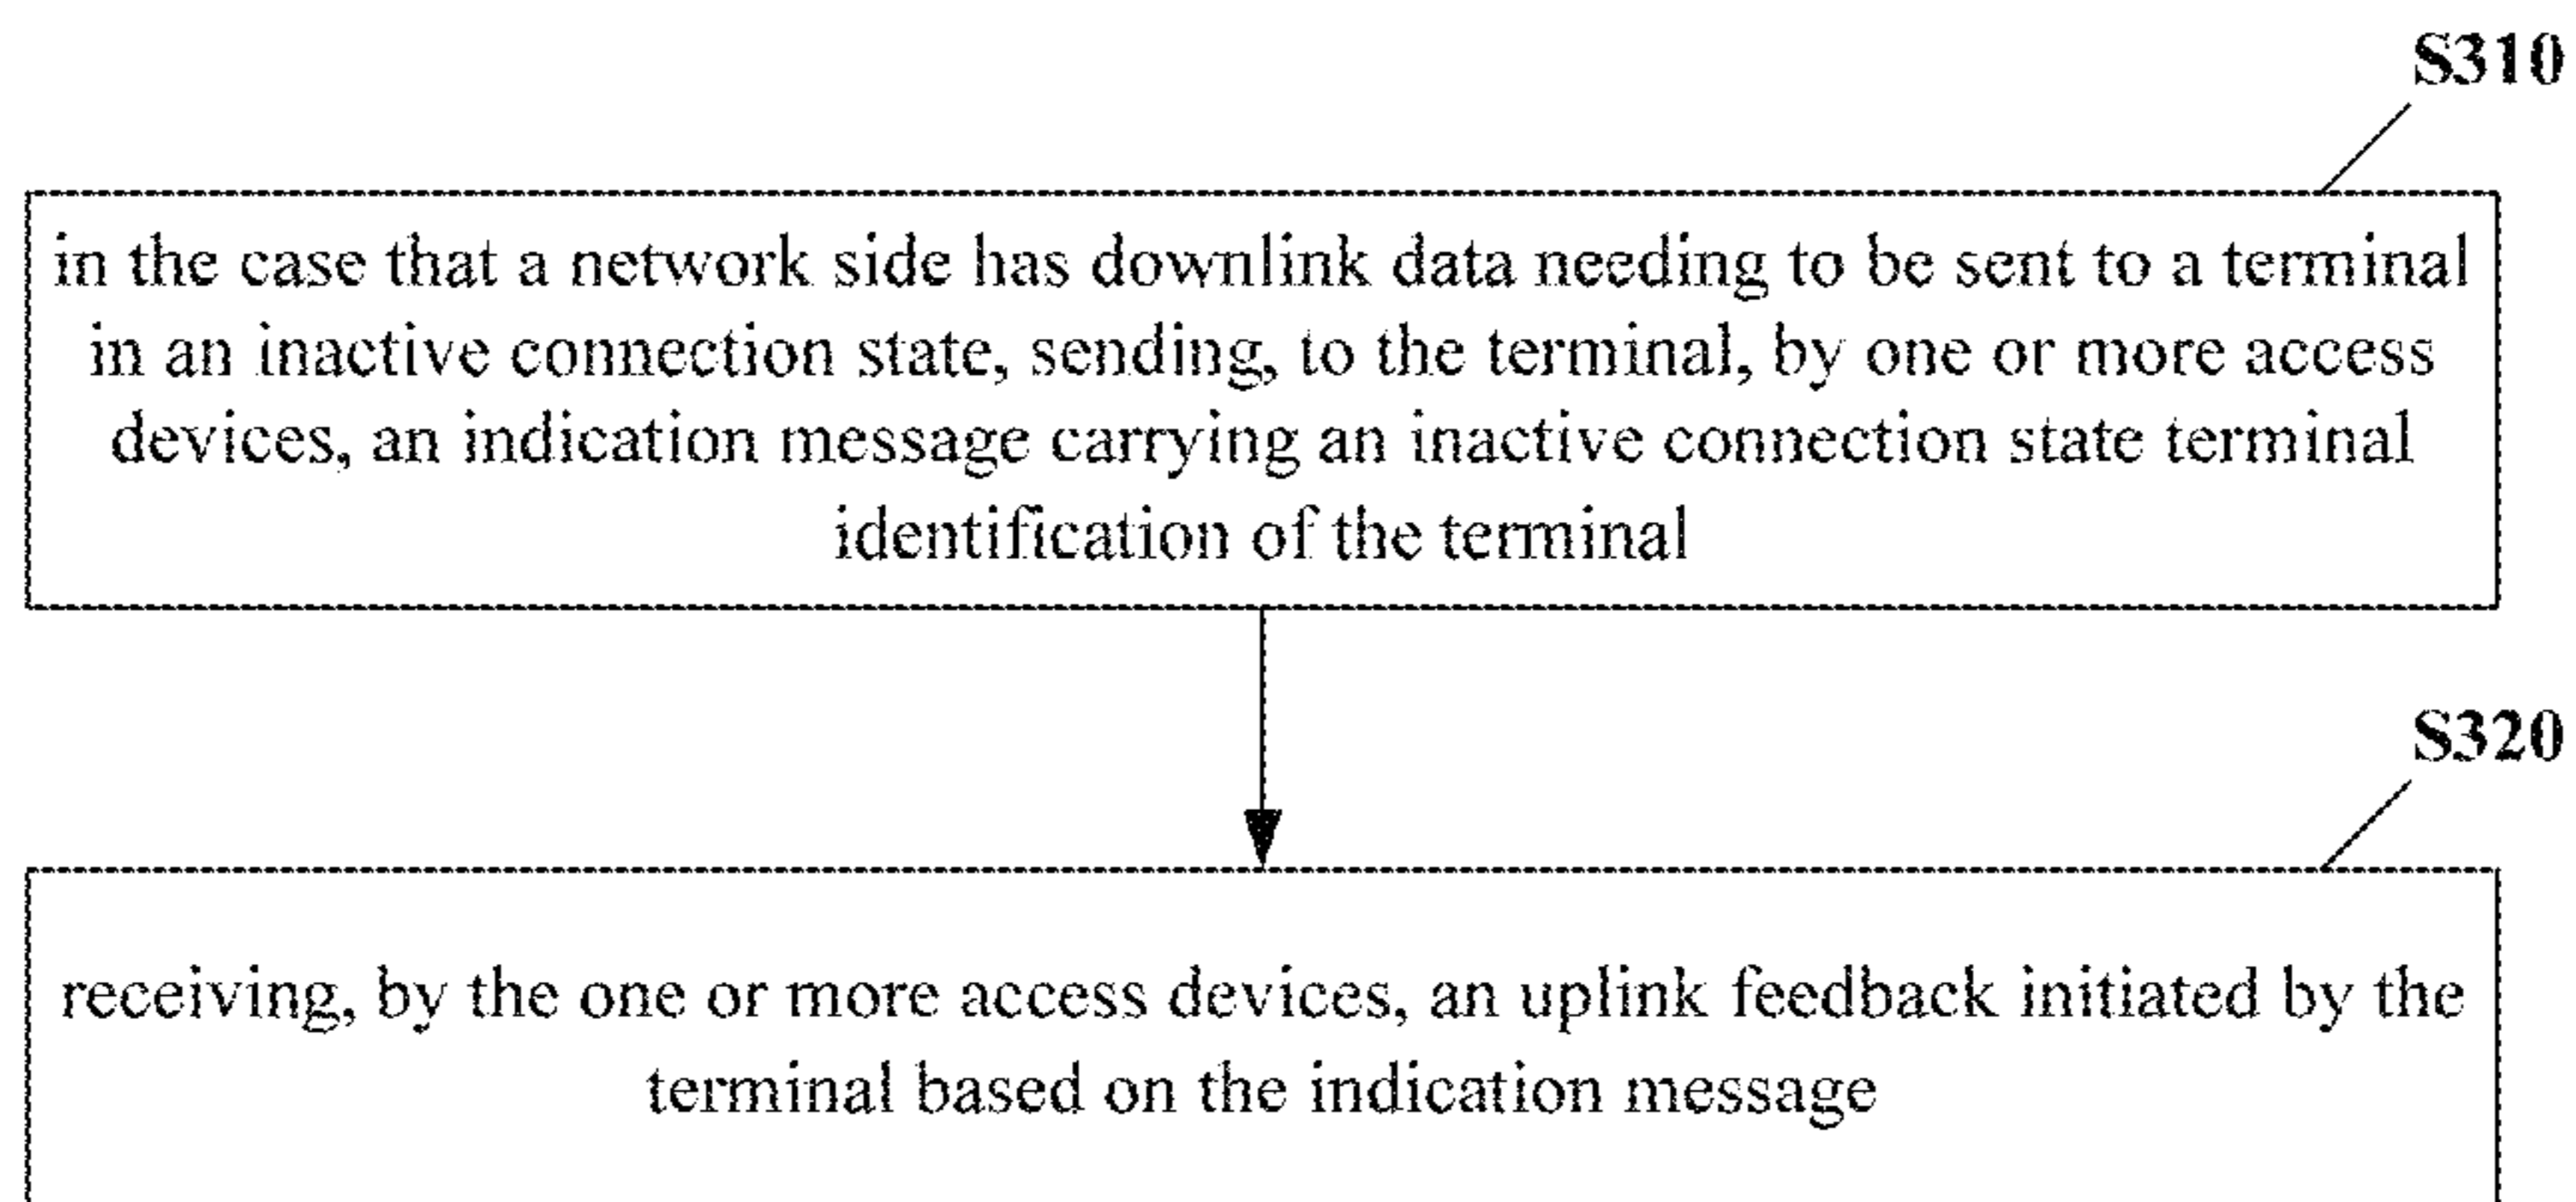 S310
in the case that a network side has downlink data needing to be sent to a terminal
in an inactive connection state, sending, to the terminal, by one or more access
devices, an indication message carrying an inactive connection state terminal
identification of the terminal
S320
receiving, by the one or more access devices, an uplink feedback initiated by the
terminal based on the indication message